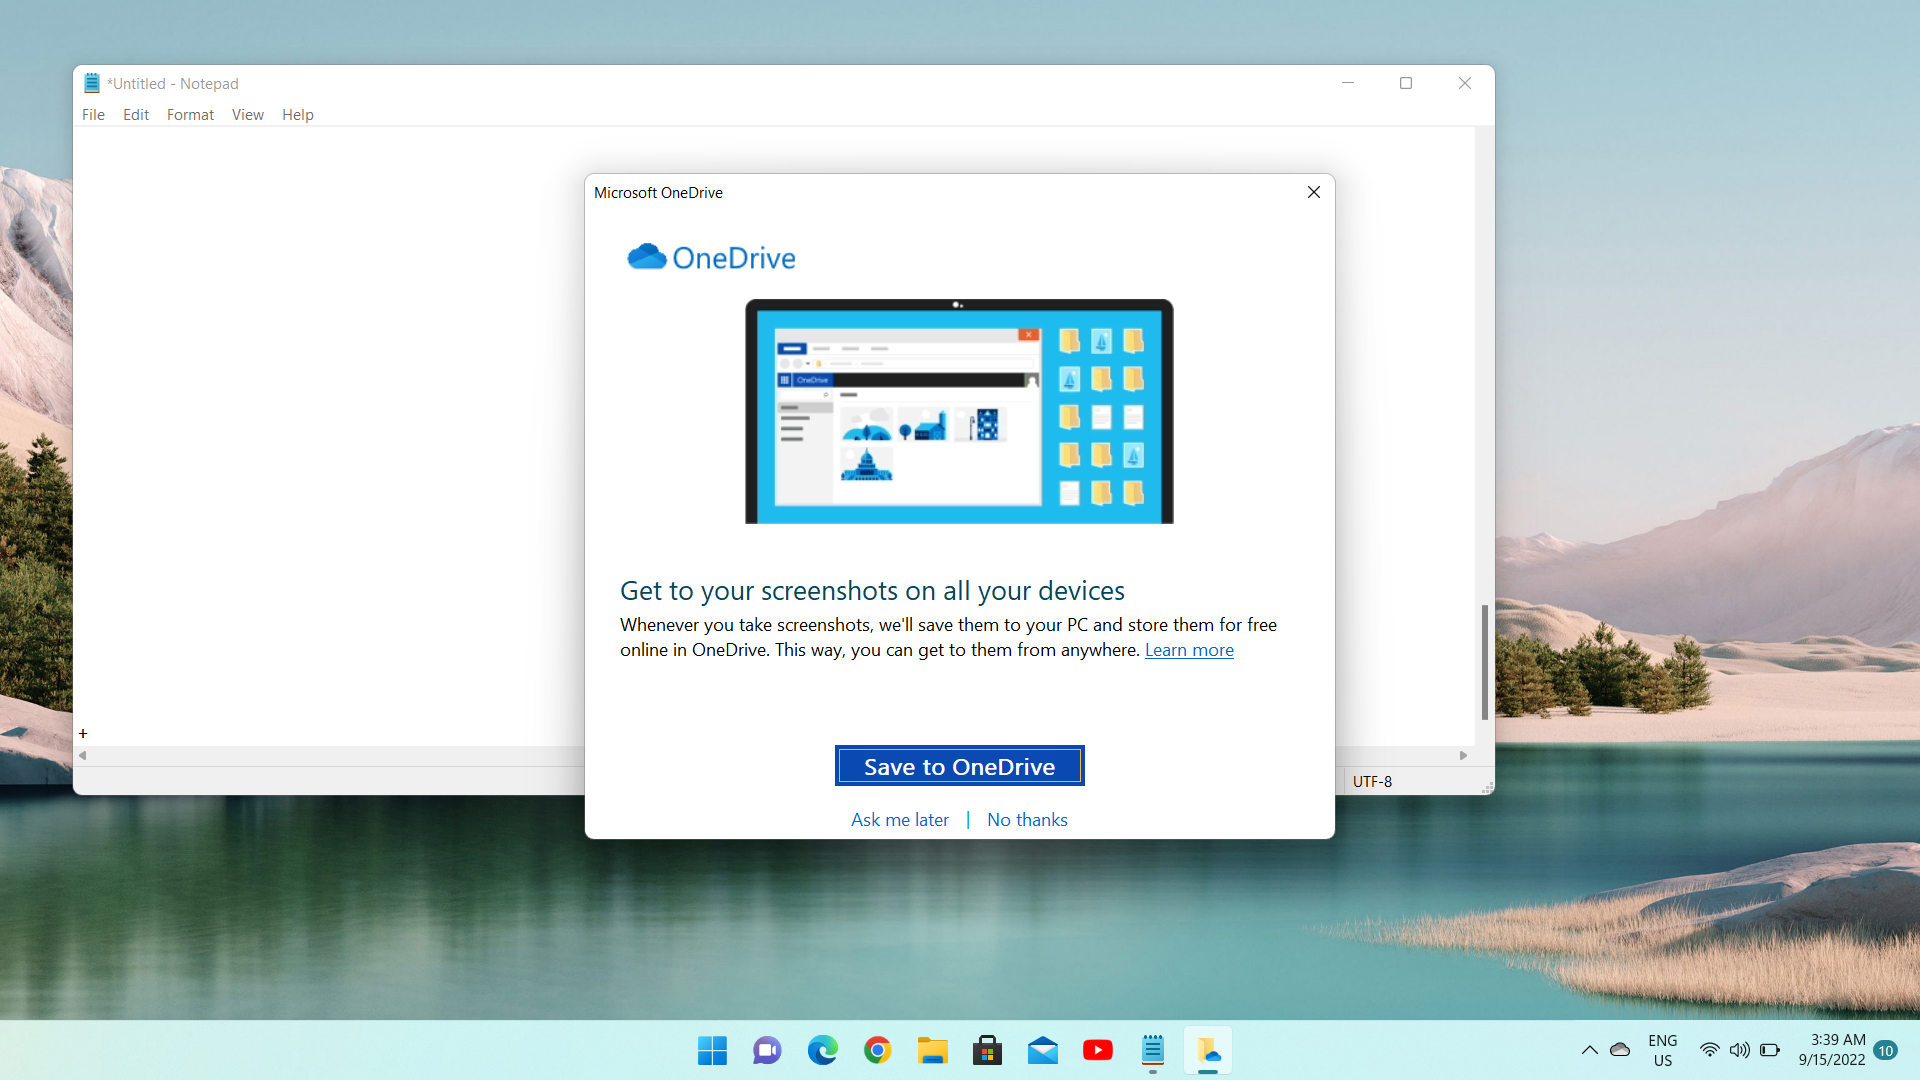 *Untitled - Notepad
File Edit Format View Help
Microsoft OneDrive
OneDrive
OneDrive
Get to your screenshots on all your devices
Whenever you take screenshots, we'll save them to your PC and store them for free
online in OneDrive. This way, you can get to them from anywhere. Learn more
+
Save to OneDrive
UTF-8
Ask me later | No thanks
ENG
US
3:39 AM
9/15/2022
10